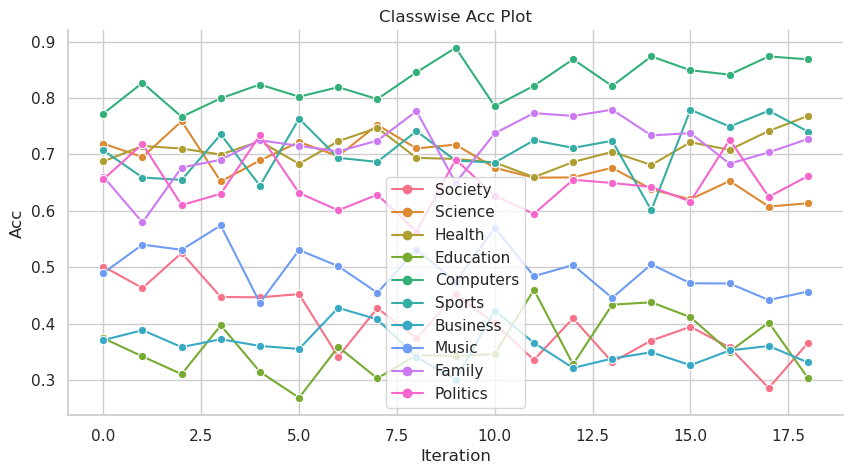 Classwise Acc Plot
0.9
0.8
0.7
0.6
0.5
0.4
0.3
Acc
Society
Science
Health
Education
Computers
Sports
Business
Music
Family
Politics
0.0 2.5 5.0 7.5 10.0 12.5 15.0 17.5
Iteration